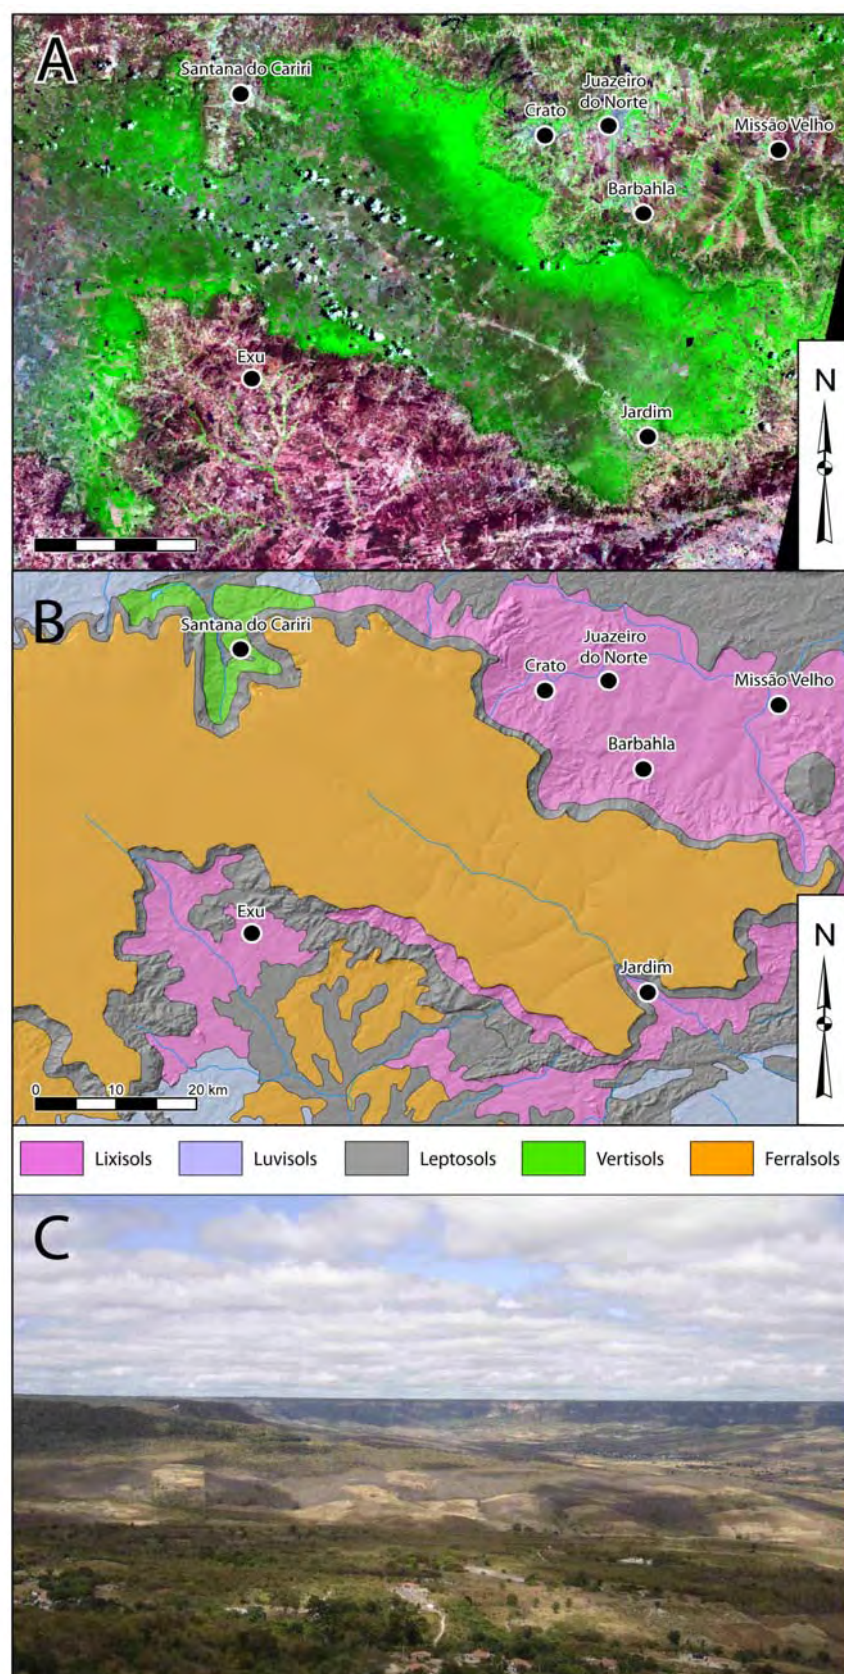 A
Santana do Cariri
Juazeiro
do Norte
Crato
Missão Velho
Barbahla
Exu
Jardim
N
B
Santana do Cariri
Juazeiro
do Norte
Crato
Missão Velho
Barbahla
Exu
Jardim
N
0 10 20 km
Lixisols
Luvisols
Leptosols
Vertisols
Ferralsols
C